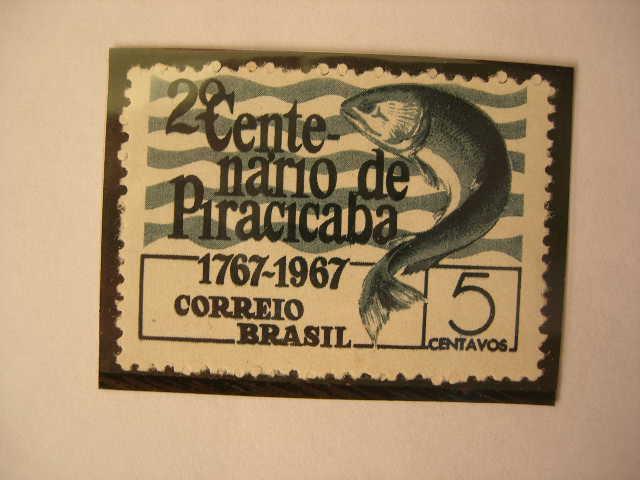 2º Cente-
nário de
Piracicaba
1767-1967
CORREIO
BRASIL
5
CENTAVOS